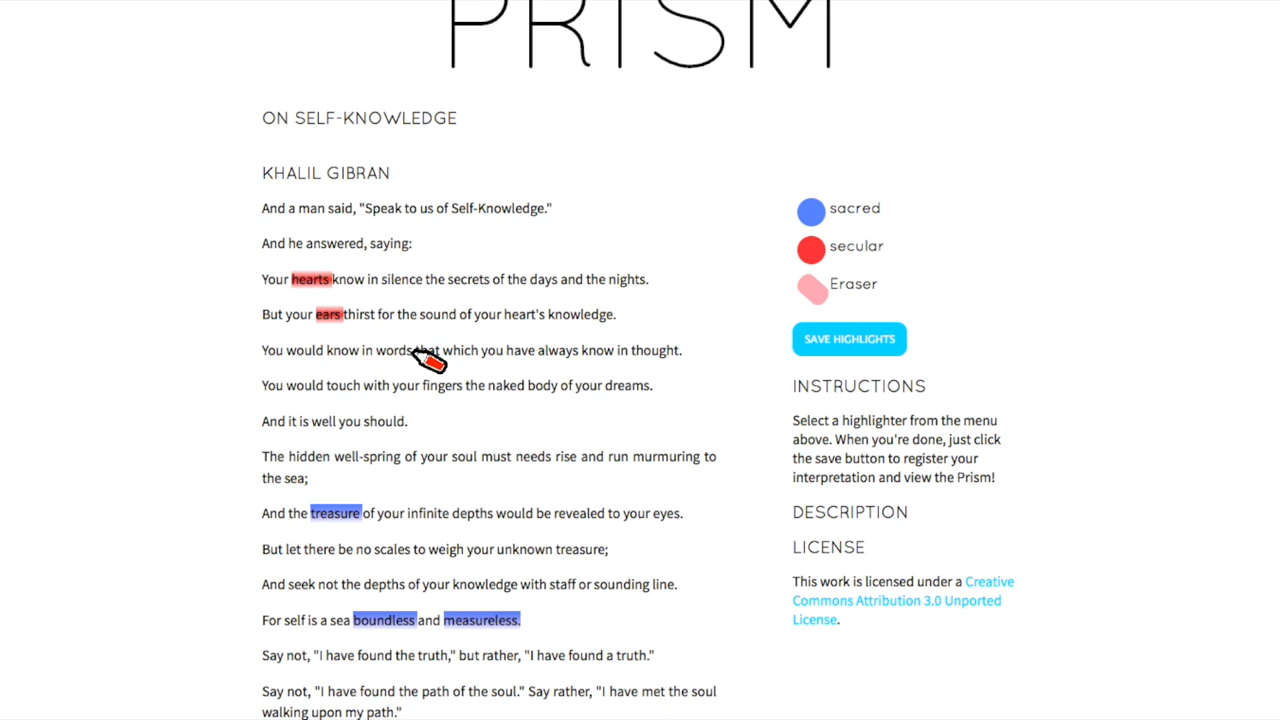 PRISM
ON SELF-KNOWLEDGE
KHALIL GIBRAN
And a man said, "Speak to us of Self-Knowledge."
And he answered, saying:
Your hearts know in silence the secrets of the days and the nights.
But your ears thirst for the sound of your heart's knowledge.
You would know in words that which you have always know in thought.
You would touch with your fingers the naked body of your dreams.
And it is well you should.
The hidden well-spring of your soul must needs rise and run murmuring to
the sea;
And the treasure of your infinite depths would be revealed to your eyes.
But let there be no scales to weigh your unknown treasure;
And seek not the depths of your knowledge with staff or sounding line.
For self is a sea boundless and measureless.
Say not, "I have found the truth," but rather, "I have found a truth."
Say not, "I have found the path of the soul." Say rather, "I have met the soul
walking upon my path."
sacred
secular
Eraser
SAVE HIGHLIGHTS
INSTRUCTIONS
Select a highlighter from the menu
above. When you're done, just click
the save button to register your
interpretation and view the Prism!
DESCRIPTION
LICENSE
This work is licensed under a Creative
Commons Attribution 3.0 Unported
License.